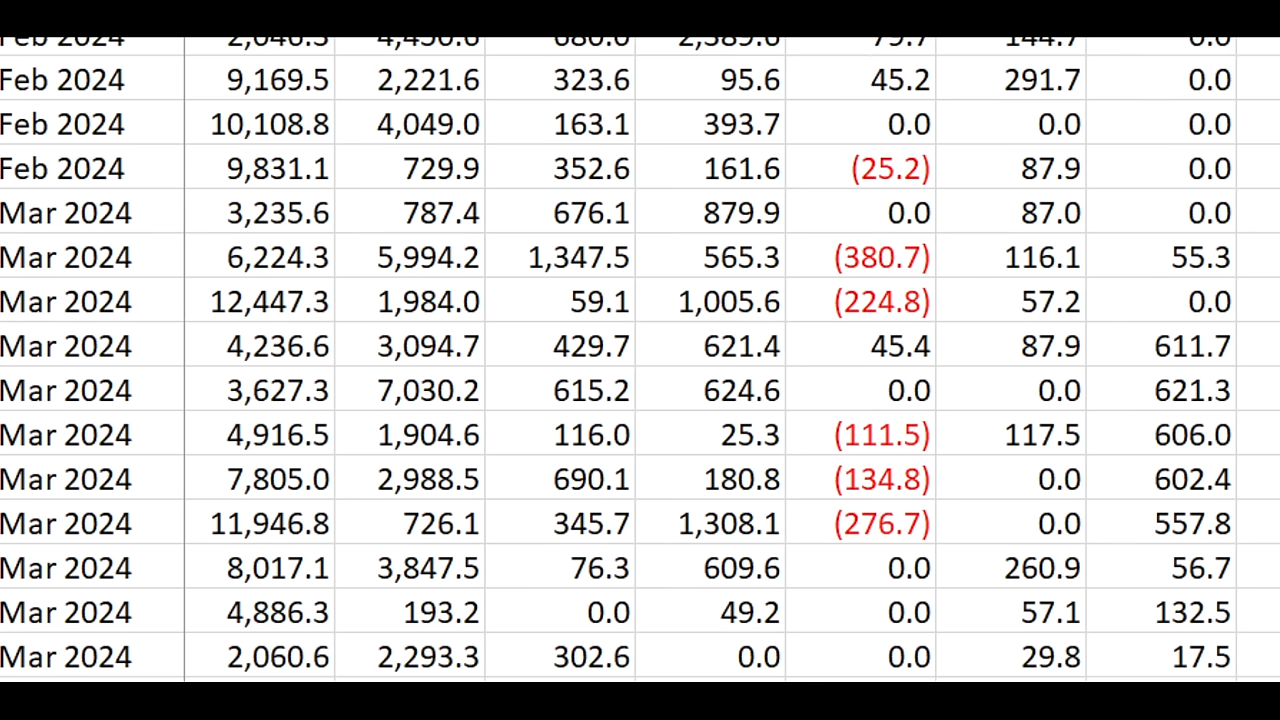 Feb 2024 9,169.5 2,221.6 323.6 95.6 45.2 291.7 0.0
Feb 2024 10,108.8 4,049.0 163.1 393.7 0.0 0.0 0.0
Feb 2024 9,831.1 729.9 352.6 161.6 (25.2) 87.9 0.0
Mar 2024 3,235.6 787.4 676.1 879.9 0.0 87.0 0.0
Mar 2024 6,224.3 5,994.2 1,347.5 565.3 (380.7) 116.1 55.3
Mar 2024 12,447.3 1,984.0 59.1 1,005.6 (224.8) 57.2 0.0
Mar 2024 4,236.6 3,094.7 429.7 621.4 45.4 87.9 611.7
Mar 2024 3,627.3 7,030.2 615.2 624.6 0.0 0.0 621.3
Mar 2024 4,916.5 1,904.6 116.0 25.3 (111.5) 117.5 606.0
Mar 2024 7,805.0 2,988.5 690.1 180.8 (134.8) 0.0 602.4
Mar 2024 11,946.8 726.1 345.7 1,308.1 (276.7) 0.0 557.8
Mar 2024 8,017.1 3,847.5 76.3 609.6 0.0 260.9 56.7
Mar 2024 4,886.3 193.2 0.0 49.2 0.0 57.1 132.5
Mar 2024 2,060.6 2,293.3 302.6 0.0 0.0 29.8 17.5